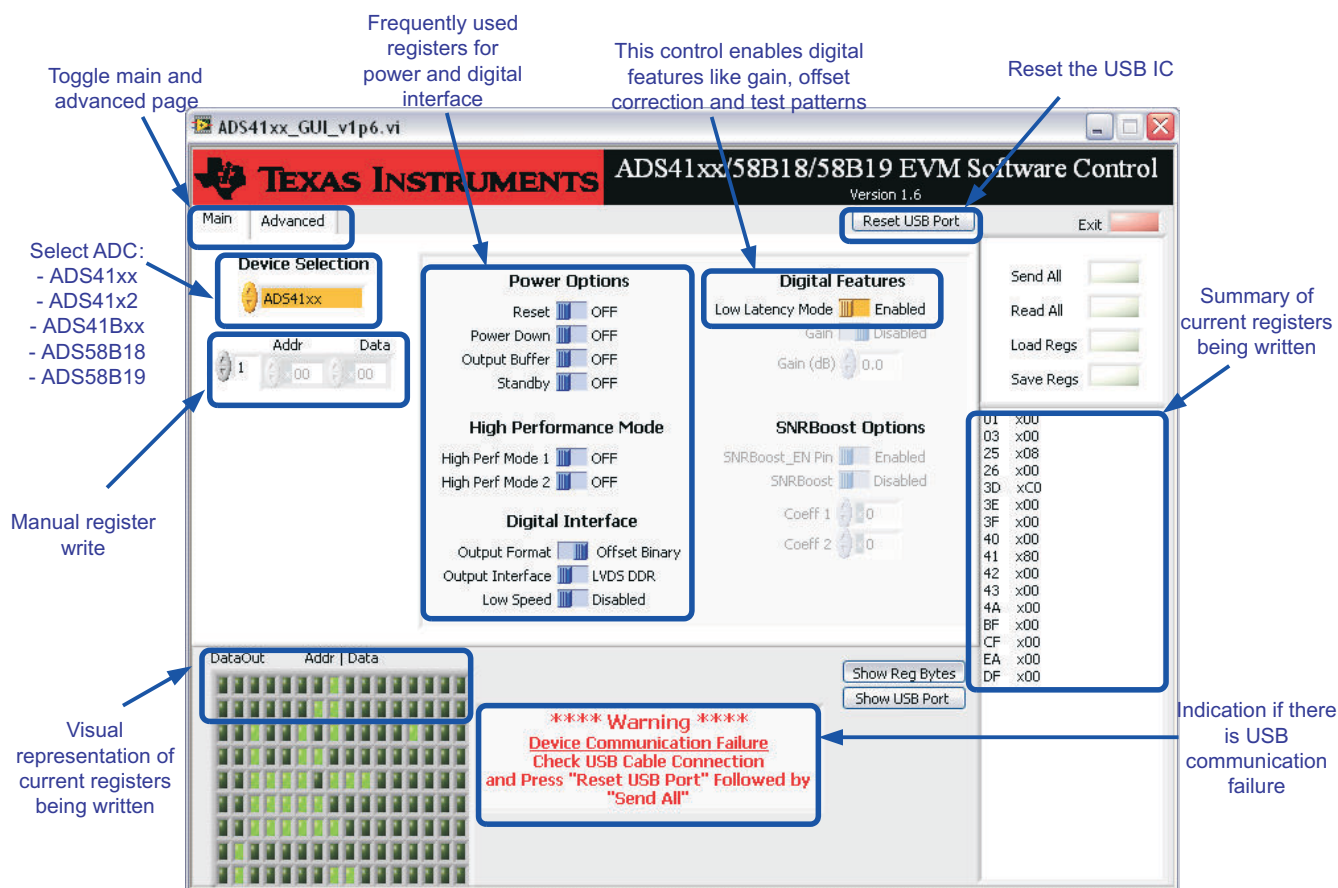 Frequently used
registers for
power and digital
interface
This control enables digital
features like gain, offset
correction and test patterns
Reset the USB IC
Toggle main and
advanced page
ADS41xx_GUI_v1p6.vi
TEXAS INSTRUMENTS
ADS41xx/58B18/58B19 EVM Software Control
Version 1.6
Main
Advanced
Reset USB Port
Exit
Select ADC:
- ADS41xx
- ADS41x2
- ADS41Bxx
- ADS58B18
- ADS58B19
Device Selection
ADS41xx
Addr Data
1 x00 x00
Manual register
write
Power Options
Reset OFF
Power Down OFF
Output Buffer OFF
Standby OFF
High Performance Mode
High Perf Mode 1 OFF
High Perf Mode 2 OFF
Digital Interface
Output Format Offset Binary
Output Interface LVDS DDR
Low Speed Disabled
Digital Features
Low Latency Mode Enabled
Gain Disabled
Gain (dB) 0.0
SNRBoost Options
SNRBoost_EN Pin Enabled
SNRBoost Disabled
Coeff 1 0
Coeff 2 0
Send All
Read All
Load Regs
Save Regs
Summary of
current registers
being written
01 x00
03 x00
25 x08
26 x00
3D xC0
3E x00
3F x00
40 x00
41 x80
42 x00
43 x00
4A x00
BF x00
CF x00
EA x00
DF x00
DataOut Addr | Data
Show Reg Bytes
Show USB Port
Visual
representation of
current registers
being written
**** Warning ****
Device Communication Failure
Check USB Cable Connection
and Press "Reset USB Port" Followed by
"Send All"
Indication if there
is USB
communication
failure